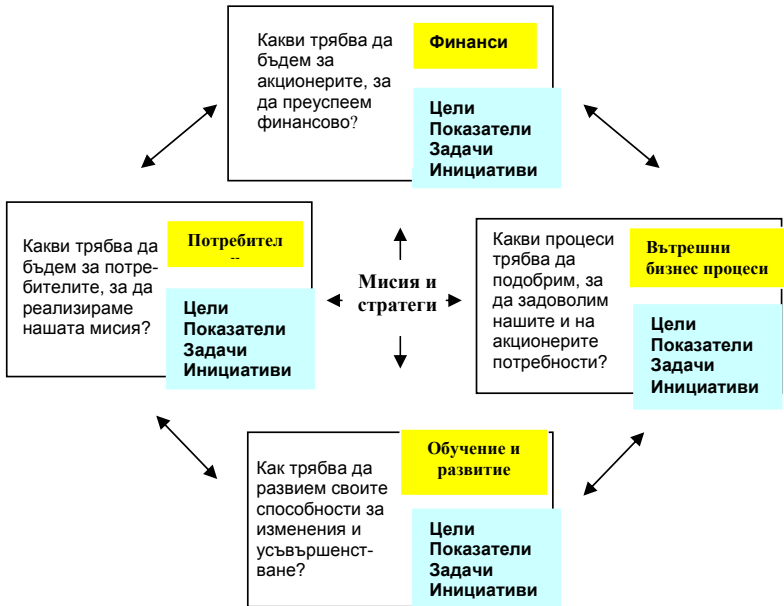 Какви трябва да
бъдем за
акционерите, за
да преуспеем
финансово?
Финанси
Цели
Показатели
Задачи
Инициативи
Какви трябва да
бъдем за потре-
бителите, за да
реализираме
нашата мисия?
Потребител
--
Цели
Показатели
Задачи
Инициативи
Мисия и
стратеги
Какви процеси
трябва да
подобрим, за
да задоволим
нашите и на
акционерите
потребности?
Вътрешни
бизнес процеси
Цели
Показатели
Задачи
Инициативи
Как трябва да
развием своите
способности за
изменения и
усъвършенст-
ване?
Обучение и
развитие
Цели
Показатели
Задачи
Инициативи